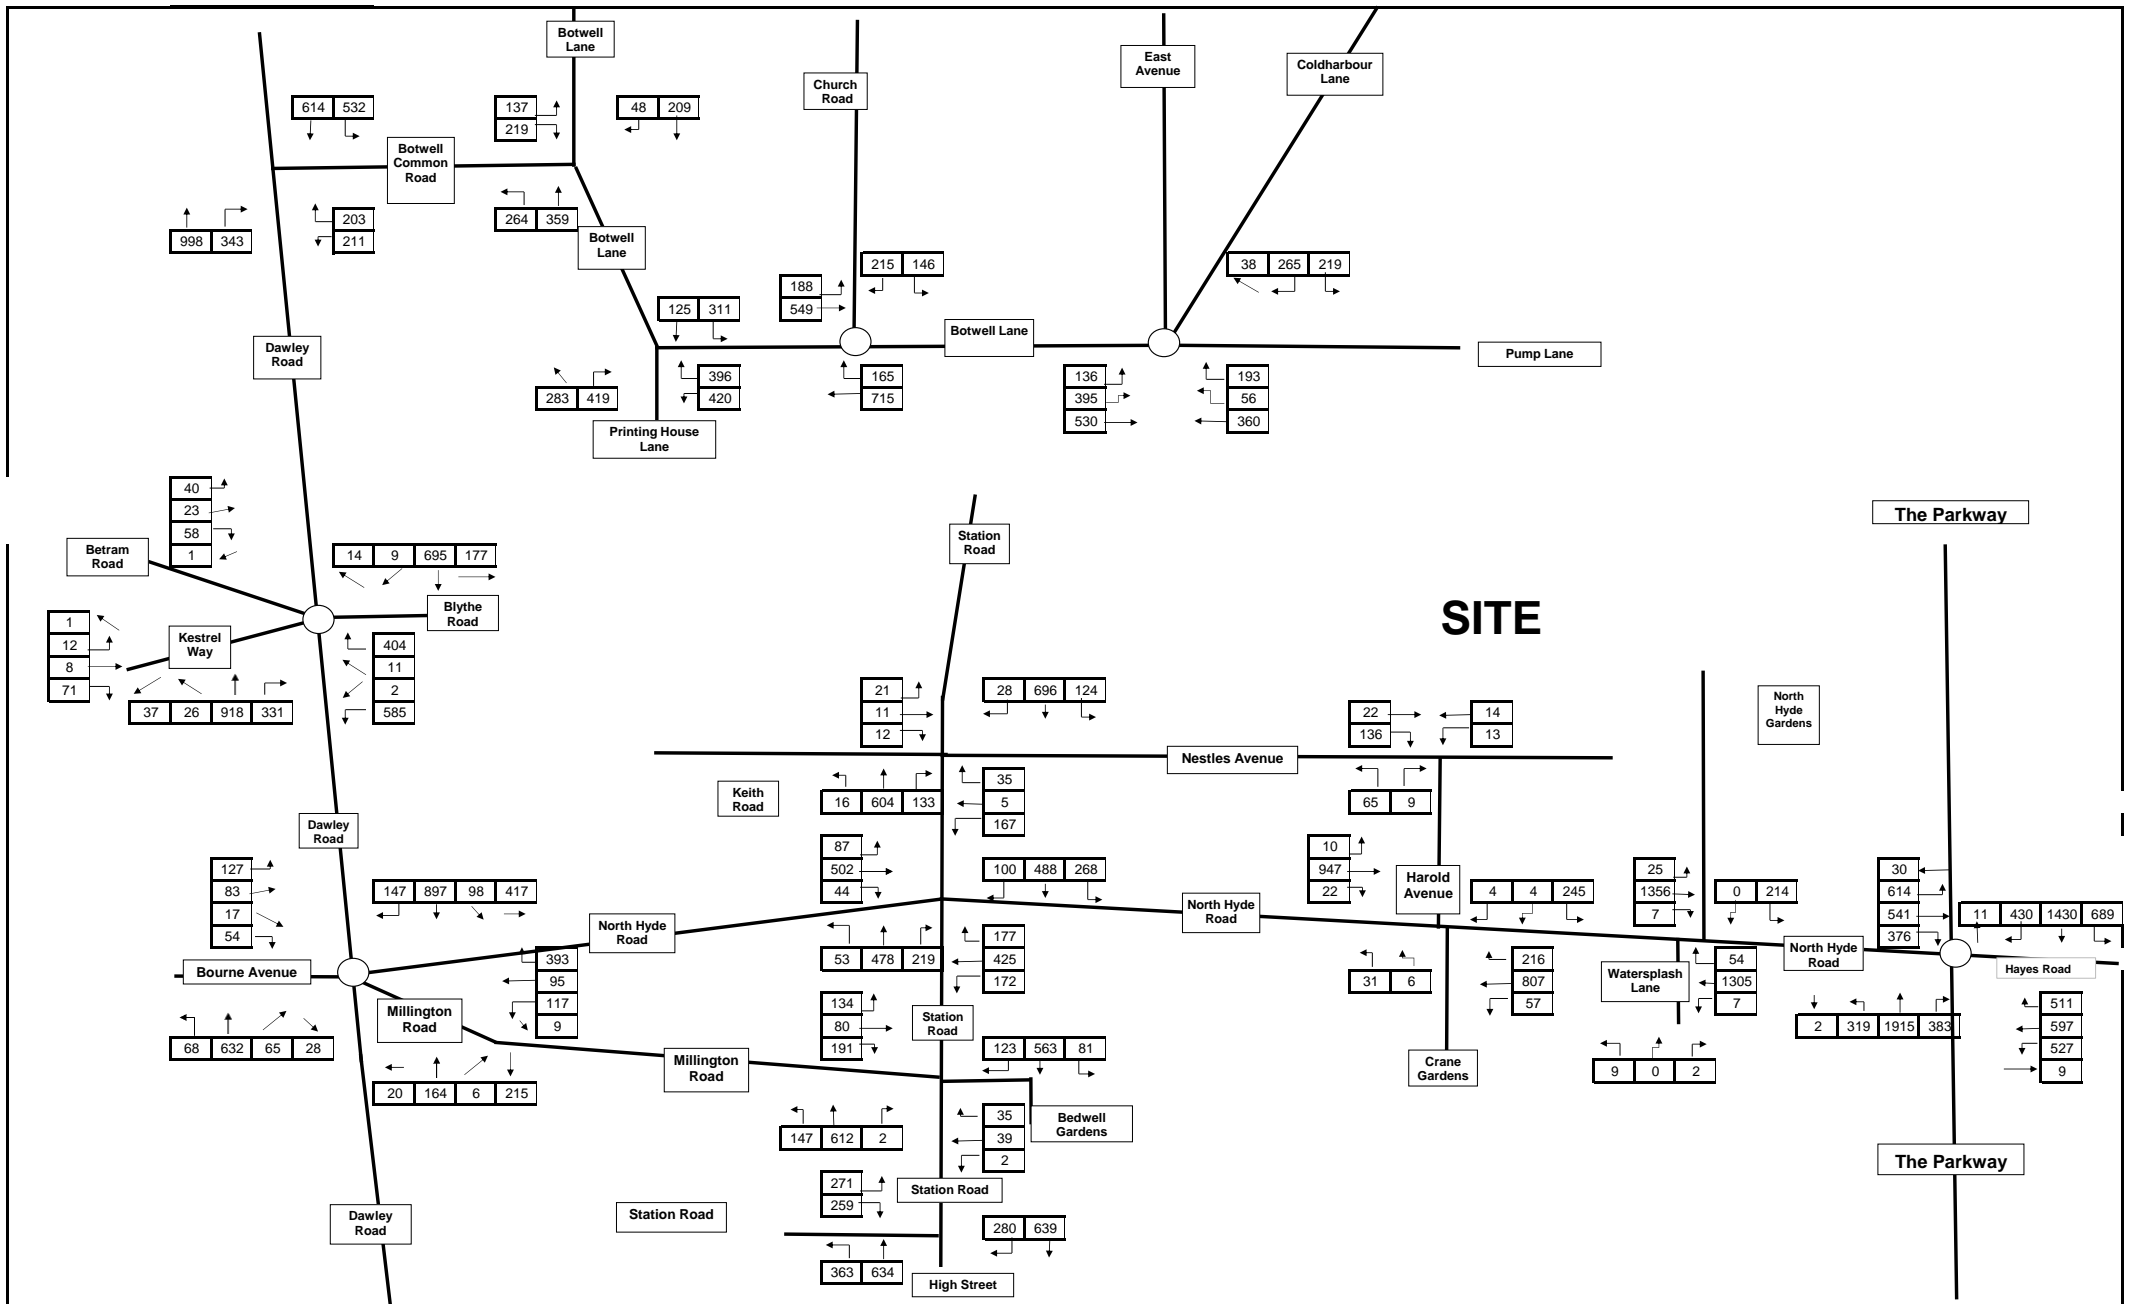 Botwell
Lane
East
Avenue
Coldharbour
Lane
Church
Road
614 532
137
219
48 209
Botwell
Common
Road
998 343
203
211
264 359
Botwell
Lane
215 146
38 265 219
188
549
125 311
Botwell Lane
Dawley
Road
Pump Lane
283 419
396
420
165
715
136
395
530
193
56
360
Printing House
Lane
40
23
58
1
Betram
Road
14 9 695 177
Station
Road
The Parkway
Blythe
Road
SITE
1
12
8
71
Kestrel
Way
404
11
2
585
37 26 918 331
21
11
12
28 696 124
22
136
14
13
North
Hyde
Gardens
Nestles Avenue
Keith
Road
16 604 133
35
5
167
65 9
Dawley
Road
87
502
44
100 488 268
10
947
22
Harold
Avenue
4 4 245
25
1356
7
0 214
30
614
541
376
11 430 1430 689
127
83
17
54
147 897 98 417
North Hyde
Road
North Hyde
Road
393
95
117
9
53 478 219
177
425
172
North Hyde
Road
Hayes Road
Bourne Avenue
31 6
216
807
57
Watersplash
Lane
54
1305
7
Millington
Road
134
80
191
Station
Road
2 319 1915 383
511
597
527
9
68 632 65 28
123 563 81
Millington
Road
Crane
Gardens
9 0 2
20 164 6 215
147 612 2
35
39
2
Bedwell
Gardens
The Parkway
271
259
Station Road
Dawley
Road
Station Road
280 639
363 634
High Street